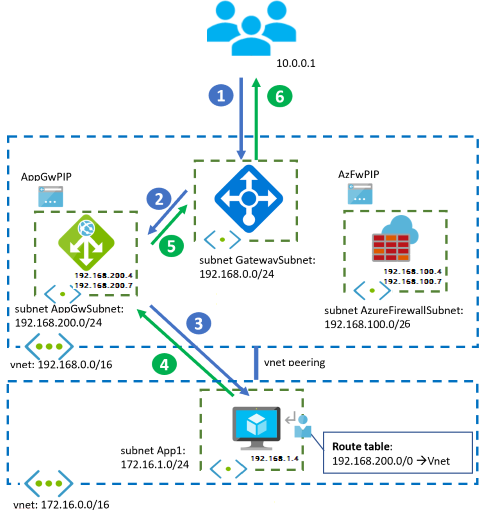 10.0.0.1
1
6
AppGwPIP
AzFwPIP
2
5
192.168.200.4
192.168.200.7
192.168.100.4
192.168.100.7
subnet GatewaySubnet:
192.168.0.0/24
subnet AppGwSubnet:
192.168.200.0/24
subnet AzureFirewallSubnet:
192.168.100.0/26
3
4
vnet: 192.168.0.0/16
vnet peering
subnet App1:
172.16.1.0/24
192.168.1.4
Route table:
192.168.200.0/0 →Vnet
vnet: 172.16.0.0/16